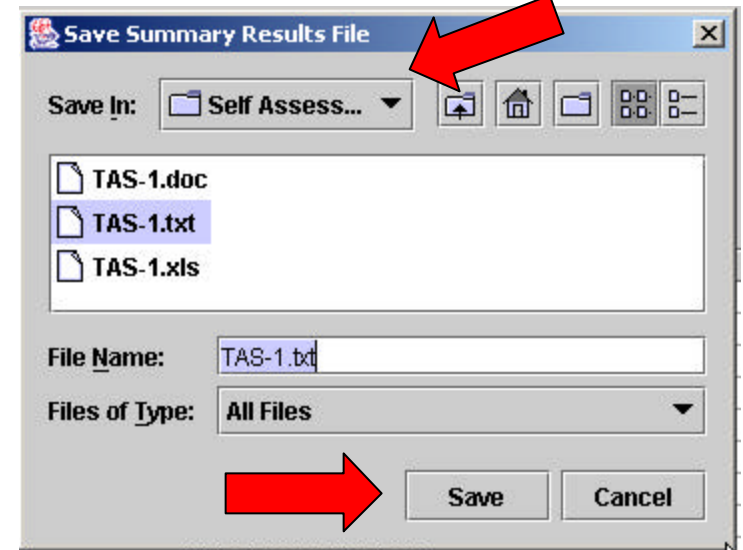 Save Summary Results File
Save In: Self Assess...
TAS-1.doc
TAS-1.txt
TAS-1.xls
File Name: TAS-1.txt
Files of Type: All Files
Save Cancel